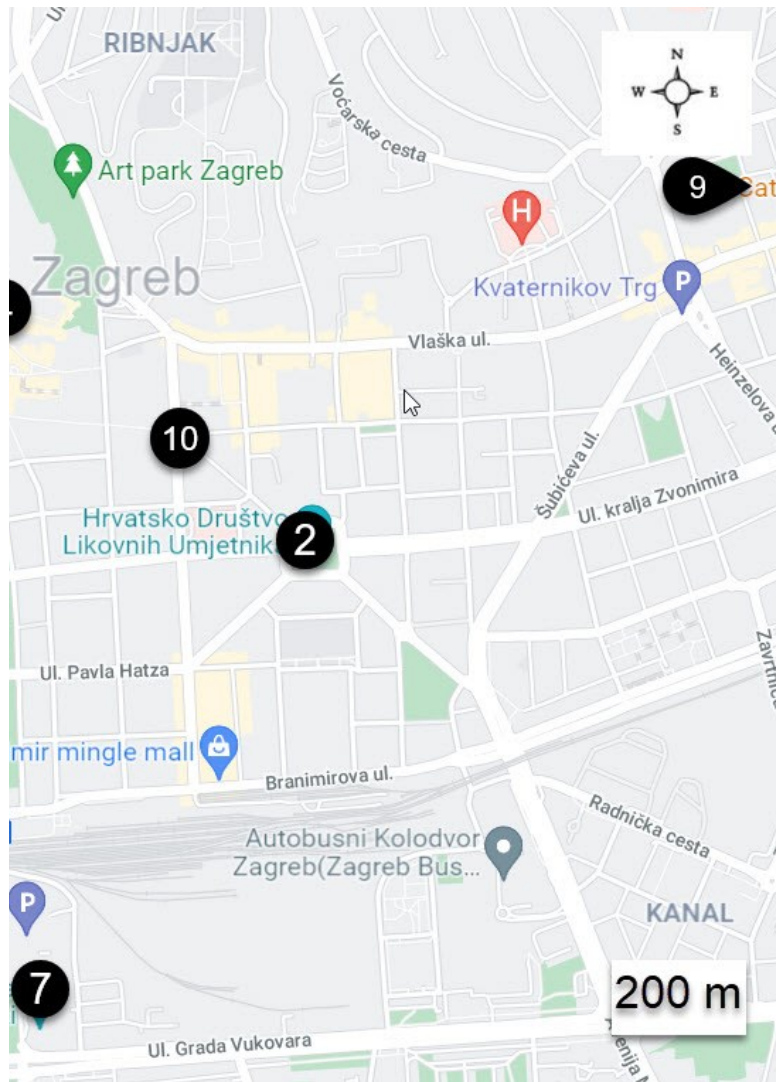 RIBNJAK
Voćarska cesta
N
W E
S
Art park Zagreb
H
9
Cat
Zagreb
Kvaternikov Trg P
Vlaška ul.
Heinzelova
10
Šubićeva ul.
Ul. kralja Zvonimira
Hrvatsko Društvo
Likovnih Umjetnika
2
Ul. Pavla Hatza
mir mingle mall
Branimirova ul.
Autobusni Kolodvor
Zagreb(Zagreb Bus...
Radnička cesta
P
KANAL
7
200 m
Ul. Grada Vukovara